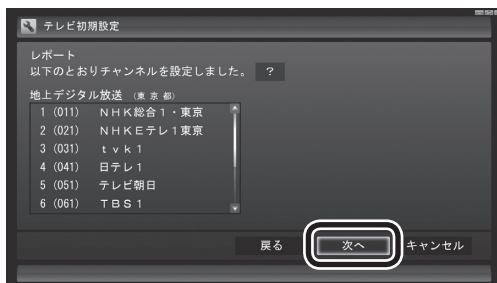 テレビ初期設定
レポート
以下のとおりチャンネルを設定しました。 ?
地上デジタル放送 (東京都)
1 (011) NHK総合1・東京
2 (021) NHKEテレ1東京
3 (031) tvk1
4 (041) 日テレ1
5 (051) テレビ朝日
6 (061) TBS1
戻る 次へ キャンセル